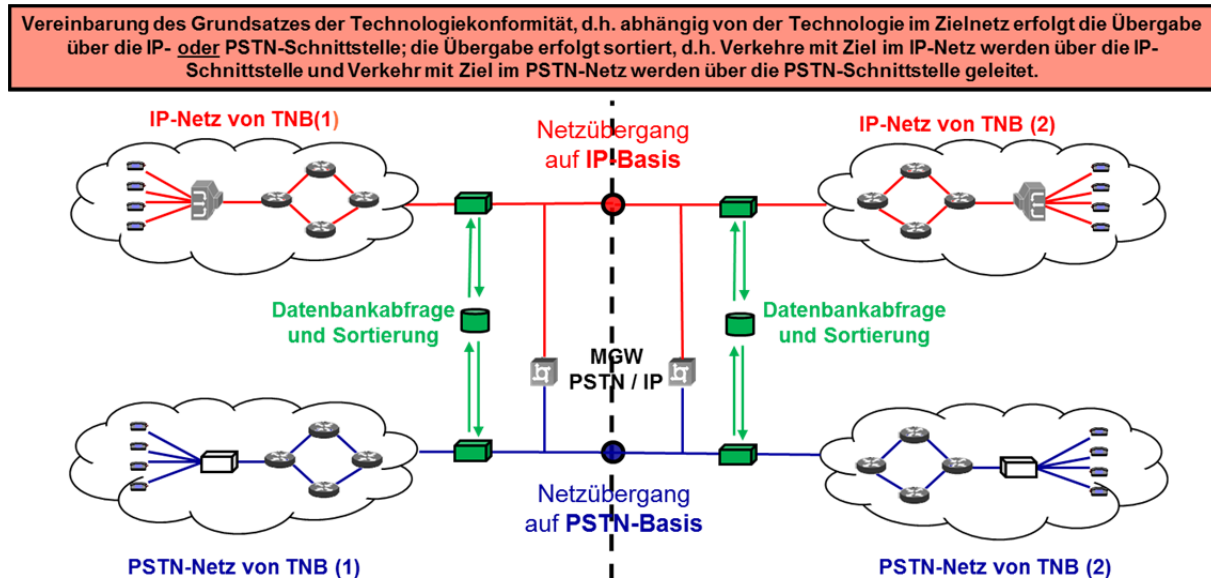 Vereinbarung des Grundsatzes der Technologiekonformität, d.h. abhängig von der Technologie im Zielnetz erfolgt die Übergabe
über die IP- oder PSTN-Schnittstelle; die Übergabe erfolgt sortiert, d.h. Verkehre mit Ziel im IP-Netz werden über die IP-
Schnittstelle und Verkehr mit Ziel im PSTN-Netz werden über die PSTN-Schnittstelle geleitet.
IP-Netz von TNB(1)
Netzübergang
auf IP-Basis
IP-Netz von TNB (2)
Datenbankabfrage
und Sortierung
MGW
PSTN / IP
Datenbankabfrage
und Sortierung
Netzübergang
auf PSTN-Basis
PSTN-Netz von TNB (1)
PSTN-Netz von TNB (2)